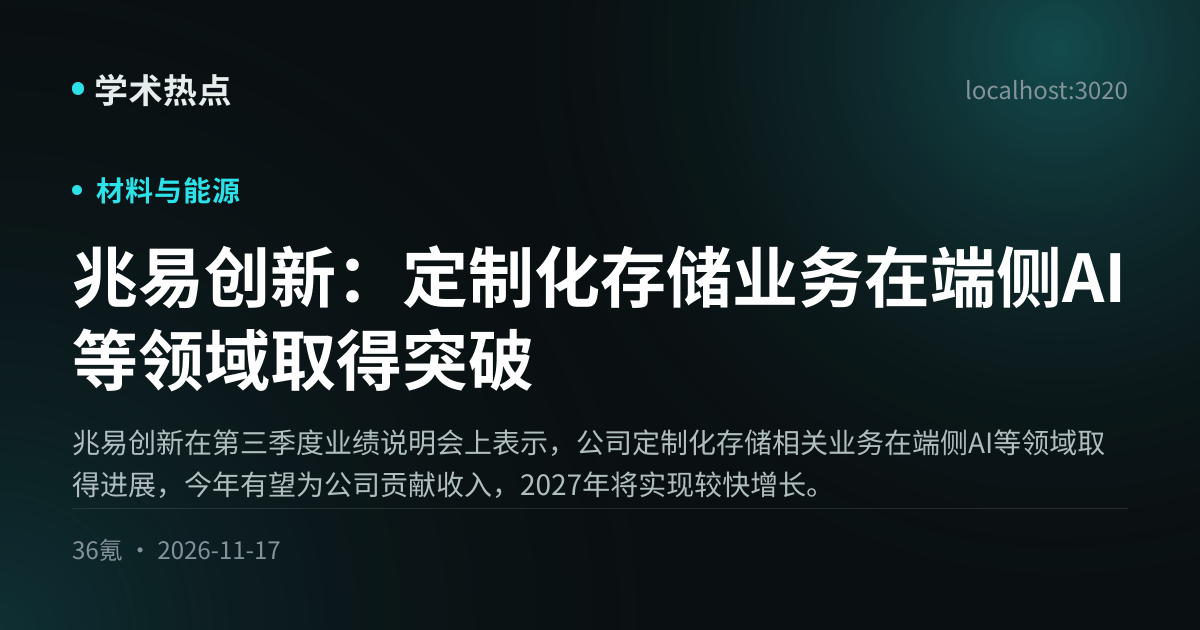 学术热点
localhost:3020
材料与能源
兆易创新：定制化存储业务在端侧AI
等领域取得突破
兆易创新在第三季度业绩说明会上表示，公司定制化存储相关业务在端侧AI等领域取
得进展，今年有望为公司贡献收入，2027年将实现较快增长。
36氪 · 2026-11-17